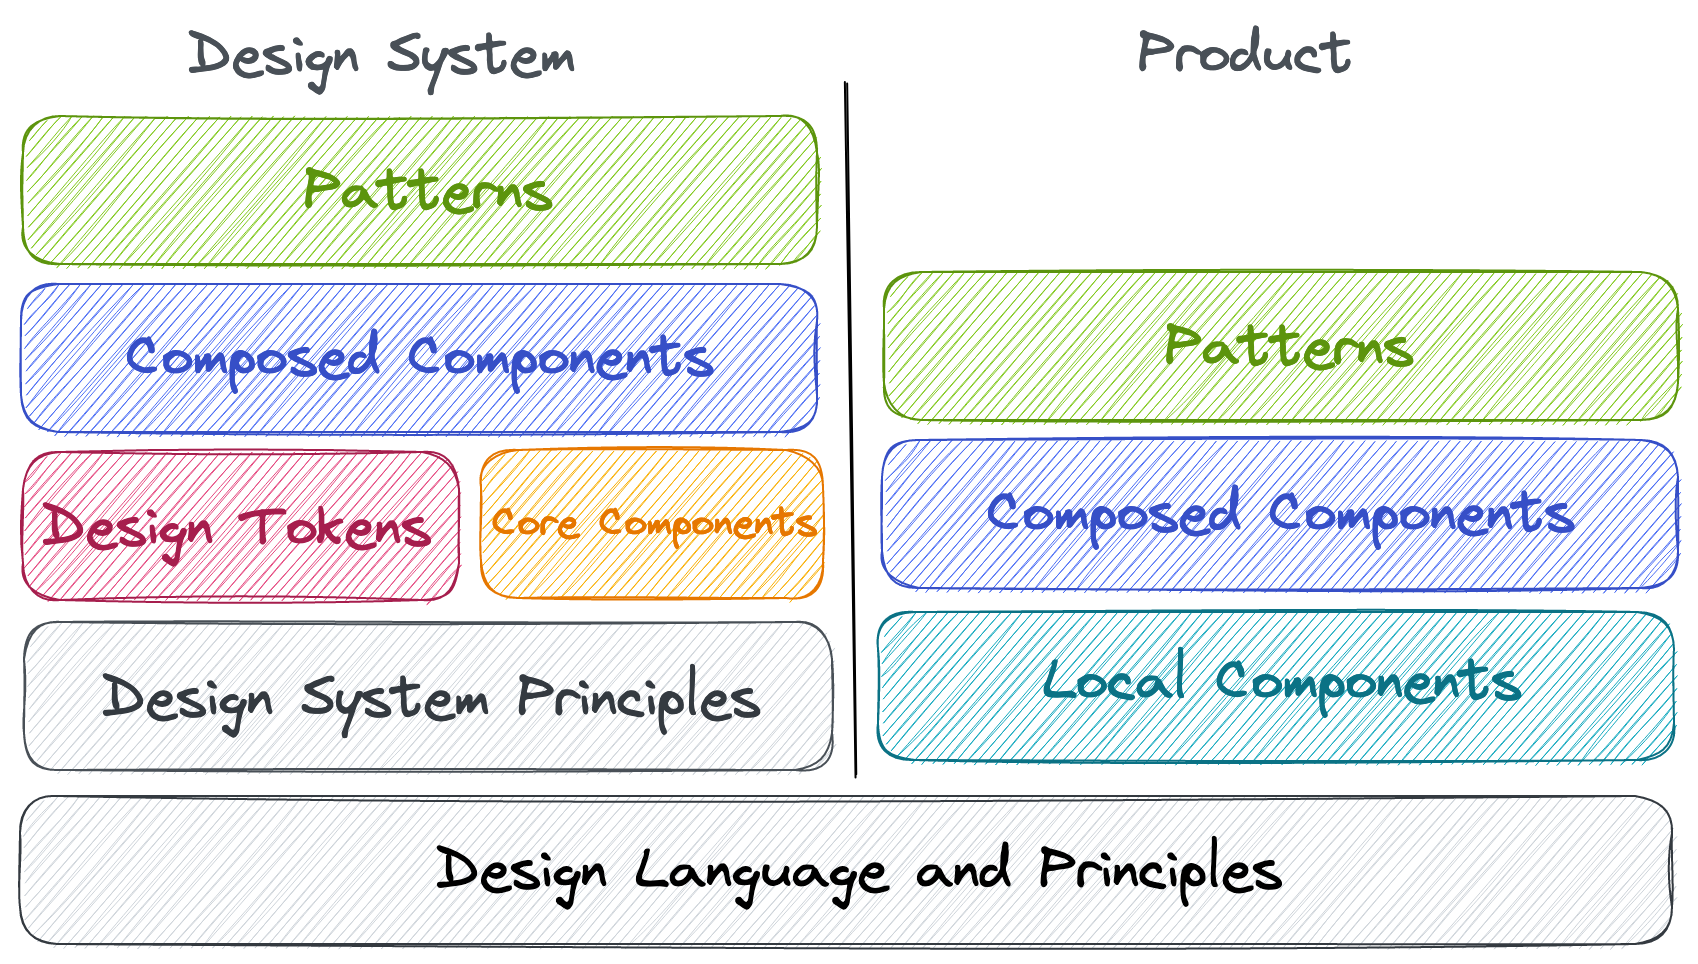 Design System
Patterns
Composed Components
Design Tokens
Core Components
Design System Principles
Product
Patterns
Composed Components
Local Components
Design Language and Principles